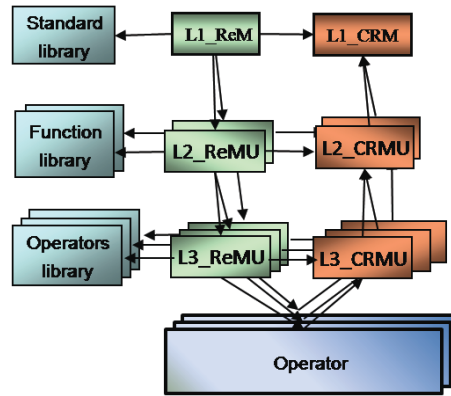 Standard
library
L1_ReM
L1_CRM
Function
library
L2_ReMU
L2_CRMU
Operators
library
L3_ReMU
L3_CRMU
Operator